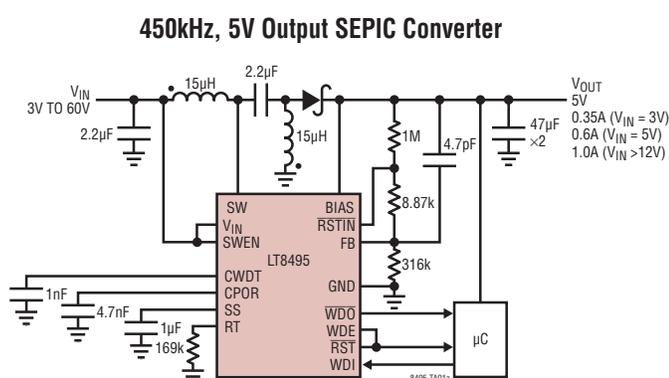 450kHz, 5V Output SEPIC Converter
VIN
3V TO 60V
15µH
2.2µF
VOUT
5V
0.35A (VIN = 3V)
0.6A (VIN = 5V)
1.0A (VIN >12V)
2.2µF
15µH
1M
4.7pF
47µF
×2
8.87k
316k
SW
BIAS
VIN
RSTIN
SWEN
FB
LT8495
CWDT
CPOR
GND
SS
WDO
RT
WDE
RST
WDI
1nF
4.7nF
1µF
169k
µC
8495 TA01a